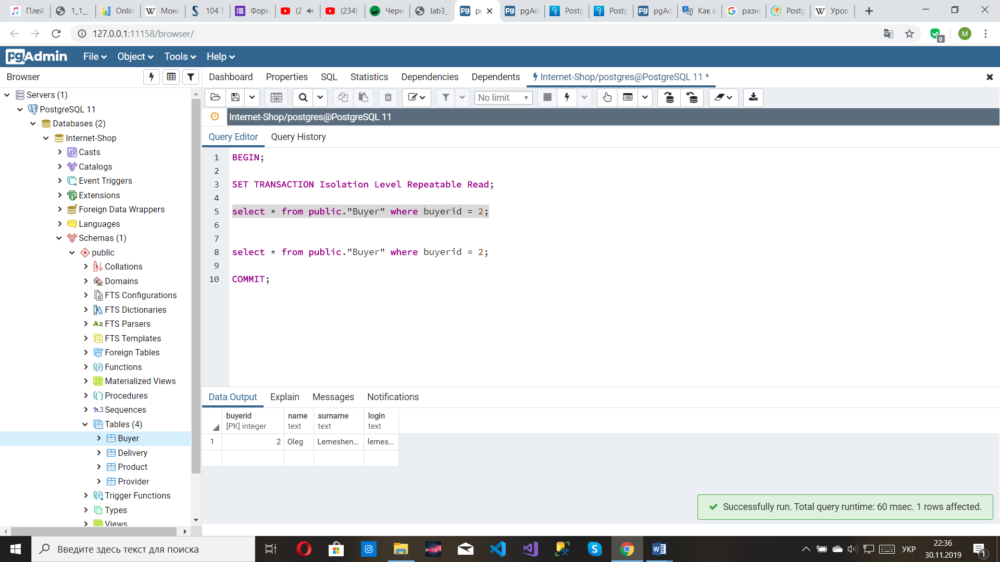 Плей
1_1_
Onlin
Монс
104 Т
Форм
(2
(234)
Черн
lab3_
pg
pgAd
Postg
Postg
pgAd
Как в
разни
Postg
Уров
127.0.0.1:11158/browser/
0
M
pgAdmin File Object Tools Help
Browser
Dashboard Properties SQL Statistics Dependencies Dependents Internet-Shop/postgres@PostgreSQL 11 *
No limit
Internet-Shop/postgres@PostgreSQL 11
Query Editor Query History
Servers (1)
PostgreSQL 11
Databases (2)
Internet-Shop
Casts
Catalogs
Event Triggers
Extensions
Foreign Data Wrappers
Languages
Schemas (1)
public
Collations
Domains
FTS Configurations
FTS Dictionaries
FTS Parsers
FTS Templates
Foreign Tables
Functions
Materialized Views
Procedures
1..3 Sequences
Tables (4)
Buyer
Delivery
Product
Provider
Trigger Functions
Types
Views
1 BEGIN;
2
3 SET TRANSACTION Isolation Level Repeatable Read;
4
5 select * from public."Buyer" where buyerid = 2;
6
7
8 select * from public."Buyer" where buyerid = 2;
9
10 COMMIT;
Data Output Explain Messages Notifications
buyerid name surname login
[PK] integer text text text
1 2 Oleg Lemeshen... lemes...
Successfully run. Total query runtime: 60 msec. 1 rows affected.
Введите здесь текст для поиска
УКР
22:36
30.11.2019
1